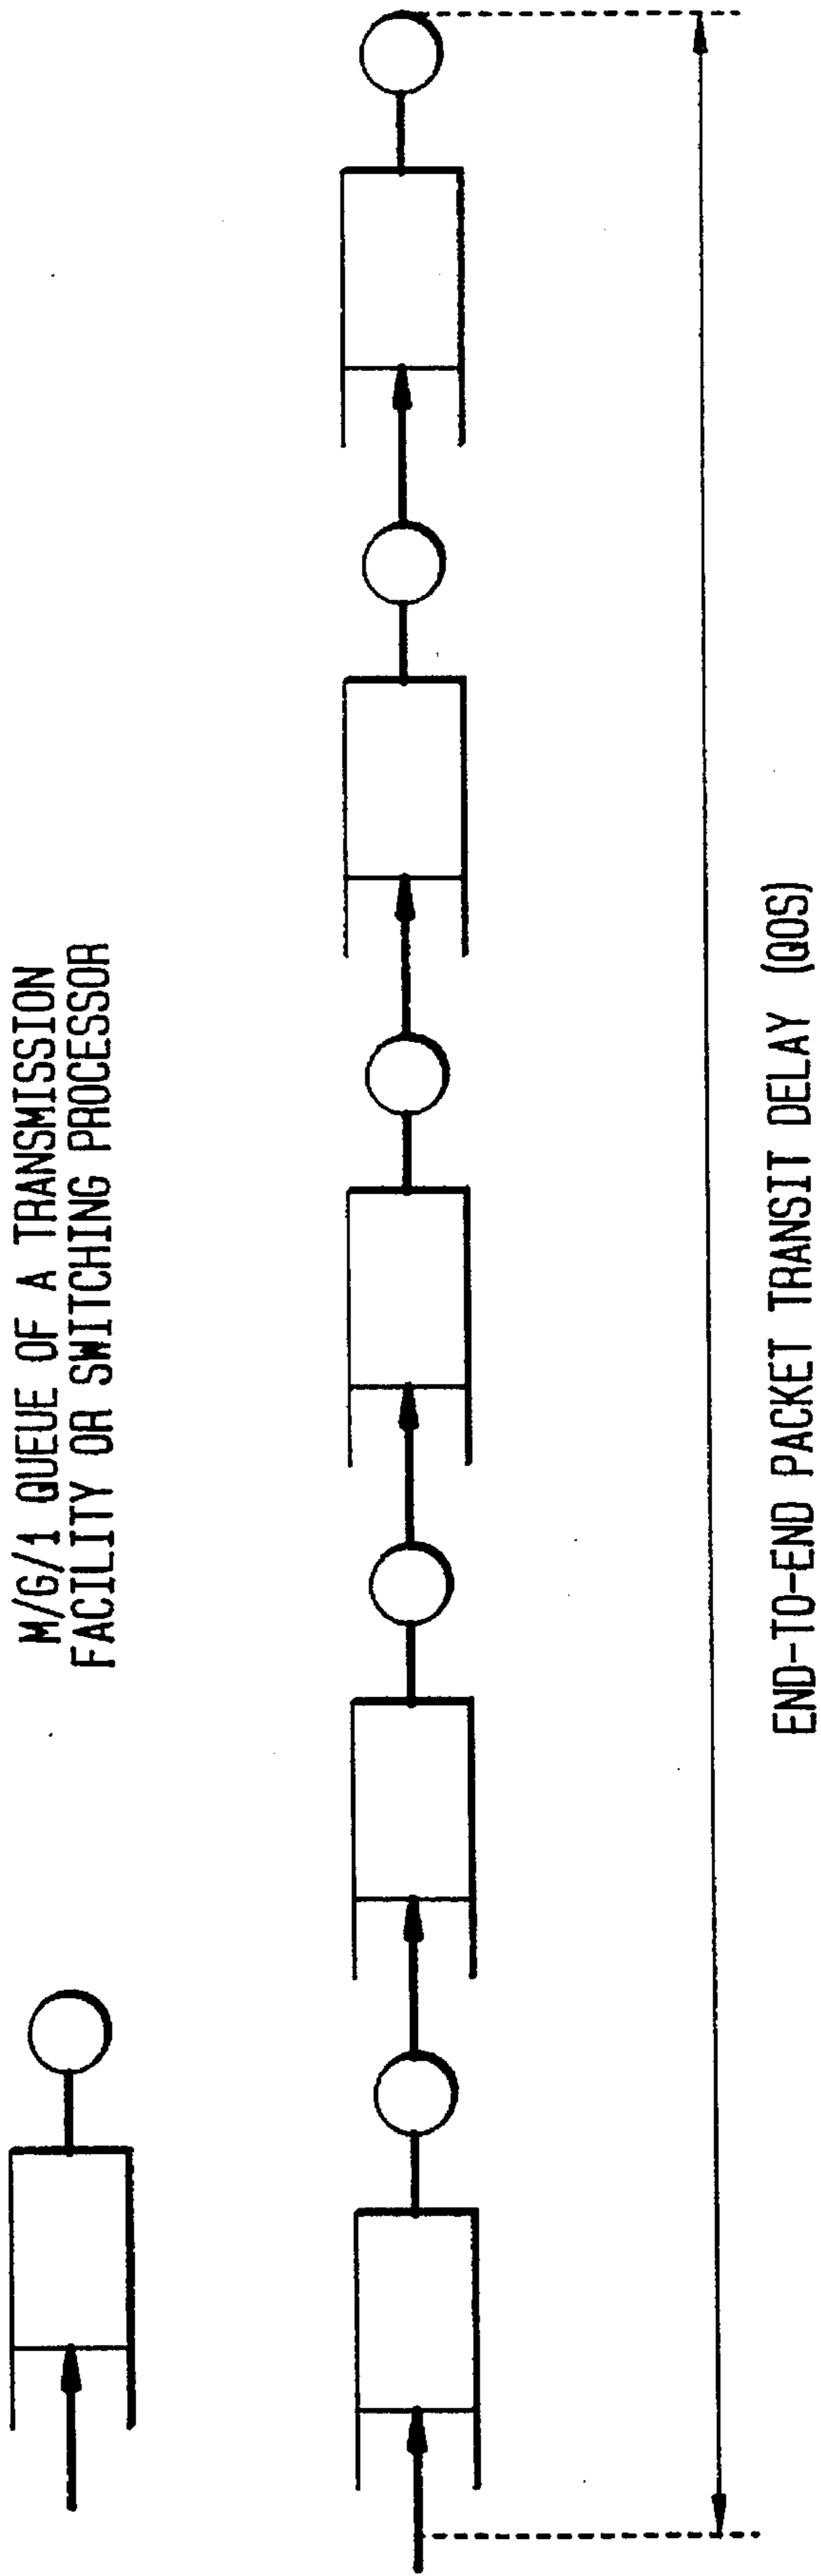 M/G/1 QUEUE OF A TRANSMISSION
FACILITY OR SWITCHING PROCESSOR
END-TO-END PACKET TRANSIT DELAY (QOS)